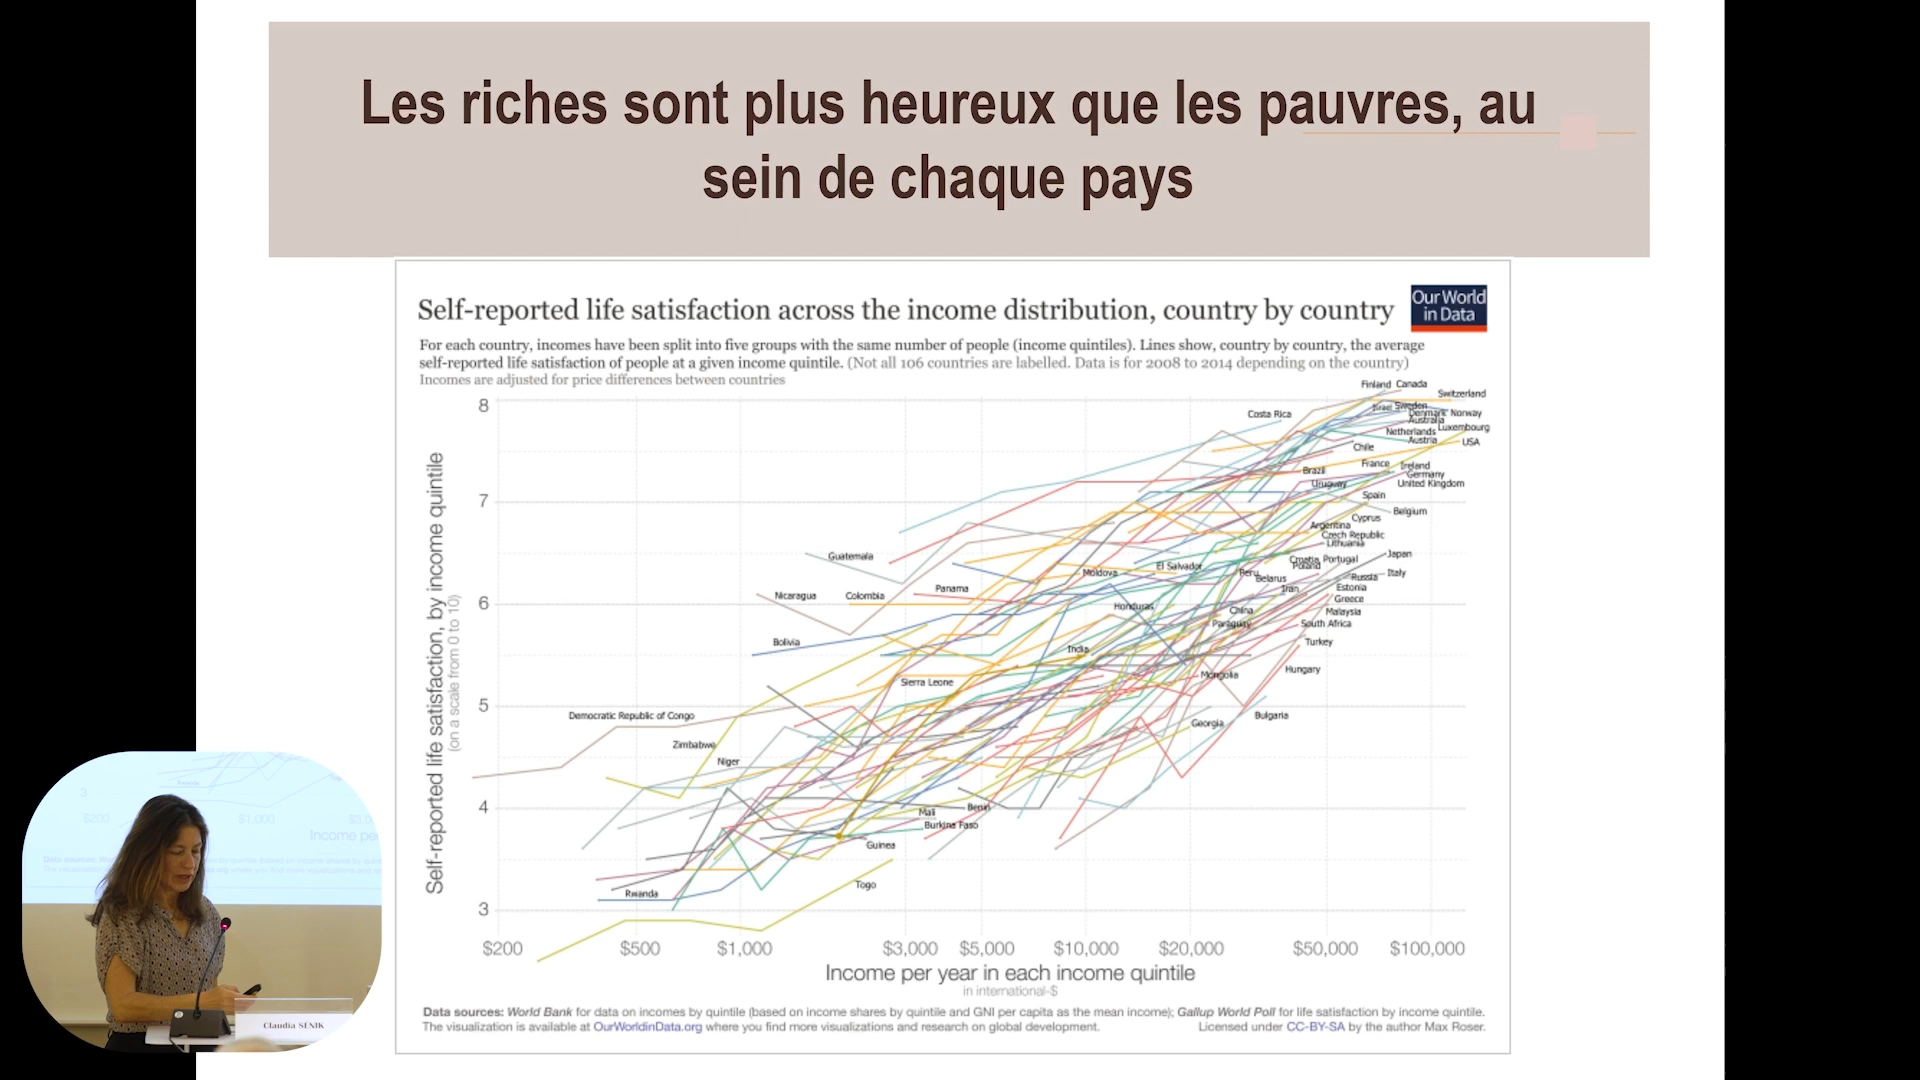 Les riches sont plus heureux que les pauvres, au
sein de chaque pays
Self-reported life satisfaction across the income distribution, country by country
Our World
in Data
For each country, incomes have been split into five groups with the same number of people (income quintiles). Lines show, country by country, the average
self-reported life satisfaction of people at a given income quintile. (Not all 106 countries are labelled. Data is for 2008 to 2014 depending on the country)
Incomes are adjusted for price differences between countries
Self-reported life satisfaction, by income quintile
(on a scale from 0 to 10)
8
7
6
5
4
3
Finland Canada
Switzerland
Israel Sweden
Costa Rica
Denmark Norway
Australia
Luxembourg
Netherlands
Austria
USA
Chile
France
Ireland
Brazil
Germany
Uruguay
United Kingdom
Spain
Belgium
Cyprus
Argentina
Czech Republic
Lithuania
Guatemala
Japan
Croatia Portugal
El Salvador
Poland
Moldova
Peru
Italy
Belarus
Russia
Panama
Iran
Estonia
Nicaragua
Colombia
Greece
Honduras
China
Malaysia
Paraguay
South Africa
Bolivia
Turkey
India
Hungary
Mongolia
Sierra Leone
Democratic Republic of Congo
Bulgaria
Georgia
Zimbabwe
Niger
Benin
Mali
Burkina Faso
Guinea
Togo
Rwanda
$200
$500
$1,000
$3,000
$5,000
$10,000
$20,000
$50,000
$100,000
Income per year in each income quintile
in international-$
Data sources: World Bank for data on incomes by quintile (based on income shares by quintile and GNI per capita as the mean income); Gallup World Poll for life satisfaction by income quintile.
The visualization is available at OurWorldinData.org where you find more visualizations and research on global development.
Licensed under CC-BY-SA by the author Max Roser.
3
$200
$1,000
Income per
Claudia SENIK